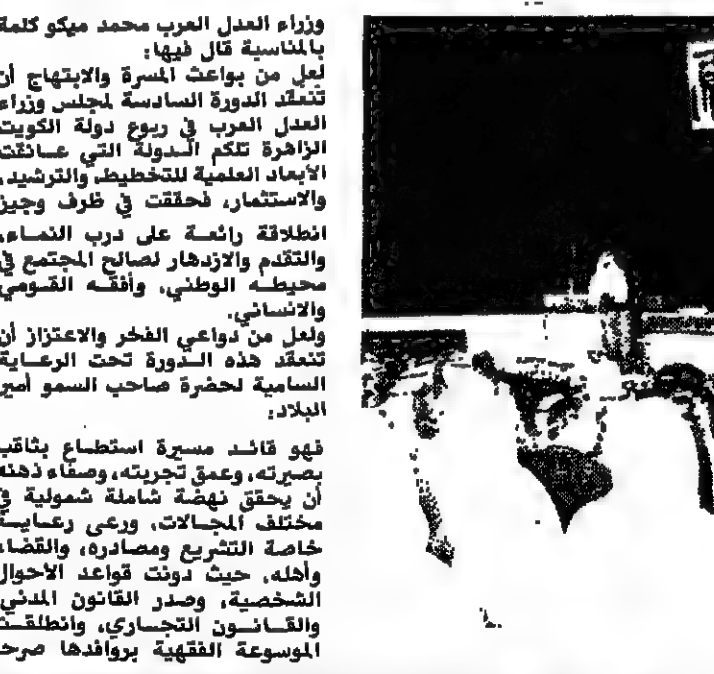 وزراء العدل العرب محمد ميكو كلمة
بالمناسبة قال فيها:
لعل من بواعث المسرة والابتهاج أن
تنعقد الدورة السادسة لمجلس وزراء
العدل العرب في ربوع دولة الكويت
الزاهرة تلكم الدولة التي عانقت
الأبعاد العلمية للتخطيط، والترشيد،
والاستثمار، فحققت في ظرف وجيز
انطلاقة رائعة على درب النماء،
والتقدم والازدهار لصالح المجتمع في
محيطه الوطني، وأفقه القومي
والانساني.
ولعل من دواعي الفخر والاعتزاز أن
تنعقد هذه الدورة تحت الرعاية
السامية لحضرة صاحب السمو أمير
البلاد:
فهو قائد مسيرة استطاع بثاقب
بصيرته، وعمق تجربته، وصفاء ذهنه
أن يحقق نهضة شاملة شمولية في
مختلف المجالات، ورعى رعاية
خاصة التشريع ومصادره، والقضاء
وأهله، حيث دونت قواعد الأحوال
الشخصية، وصدر القانون المدني
والقانون التجاري، وانطلقت
الموسوعة الفقهية بروافدها صرحا